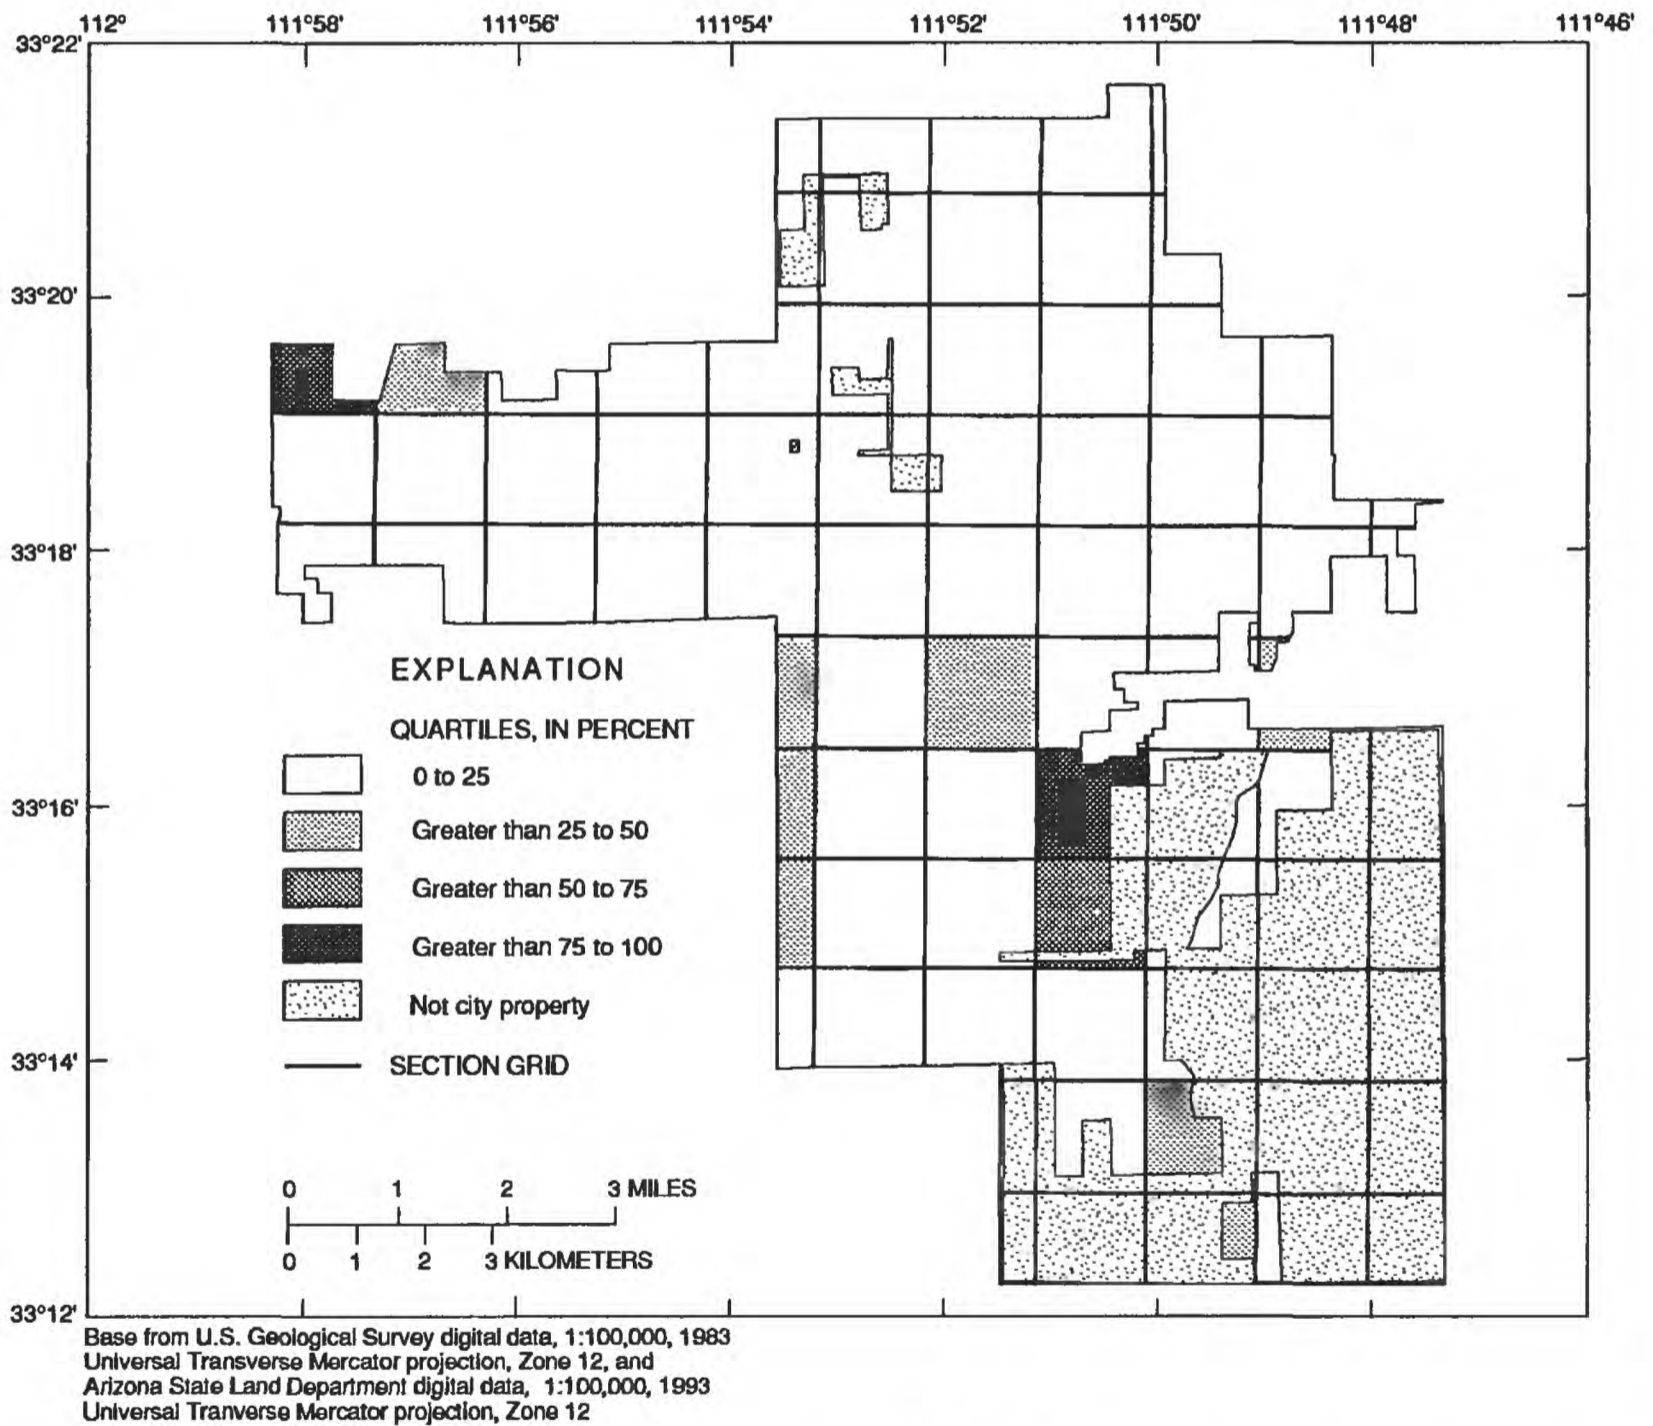 112° 111°58' 111°56' 111°54' 111°52' 111°50' 111°48' 111°46'
33°22'
33°20'
33°18'
33°16'
33°14'
33°12'
EXPLANATION
QUARTILES, IN PERCENT
0 to 25
Greater than 25 to 50
Greater than 50 to 75
Greater than 75 to 100
Not city property
SECTION GRID
0 1 2 3 MILES
0 1 2 3 KILOMETERS
Base from U.S. Geological Survey digital data, 1:100,000, 1983
Universal Transverse Mercator projection, Zone 12, and
Arizona State Land Department digital data, 1:100,000, 1993
Universal Tranverse Mercator projection, Zone 12